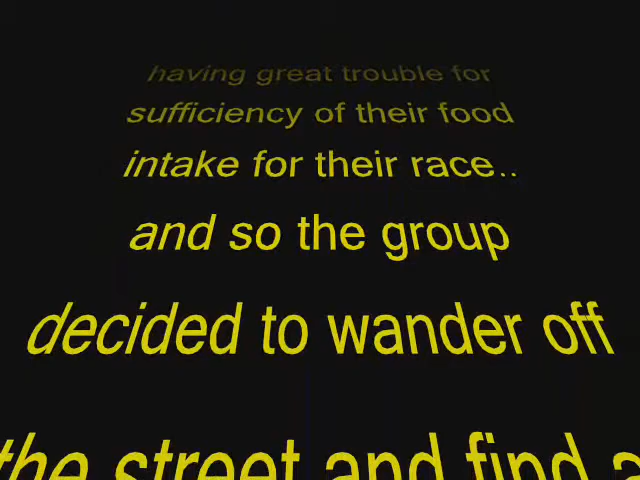 having great trouble for
sufficiency of their food
intake for their race..
and so the group
decided to wander off
the street and find a